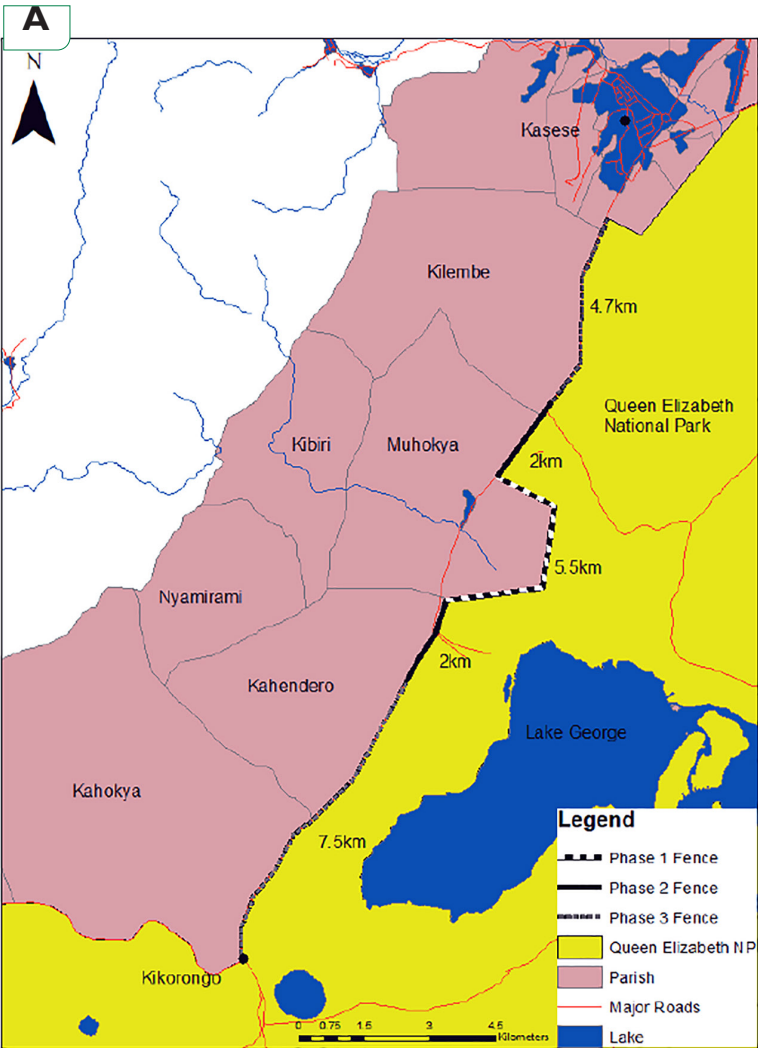 A
N
Kasese
Kilembe
4.7km
Queen Elizabeth
National Park
Kibiri
Muhokya
2km
5.5km
Nyamirami
2km
Kahendero
Lake George
Kahokya
7.5km
Legend
Phase 1 Fence
Phase 2 Fence
Phase 3 Fence
Queen Elizabeth NP
Parish
Major Roads
Lake
Kikorongo
0 0.75 1.5 3 4.5
Kilometers